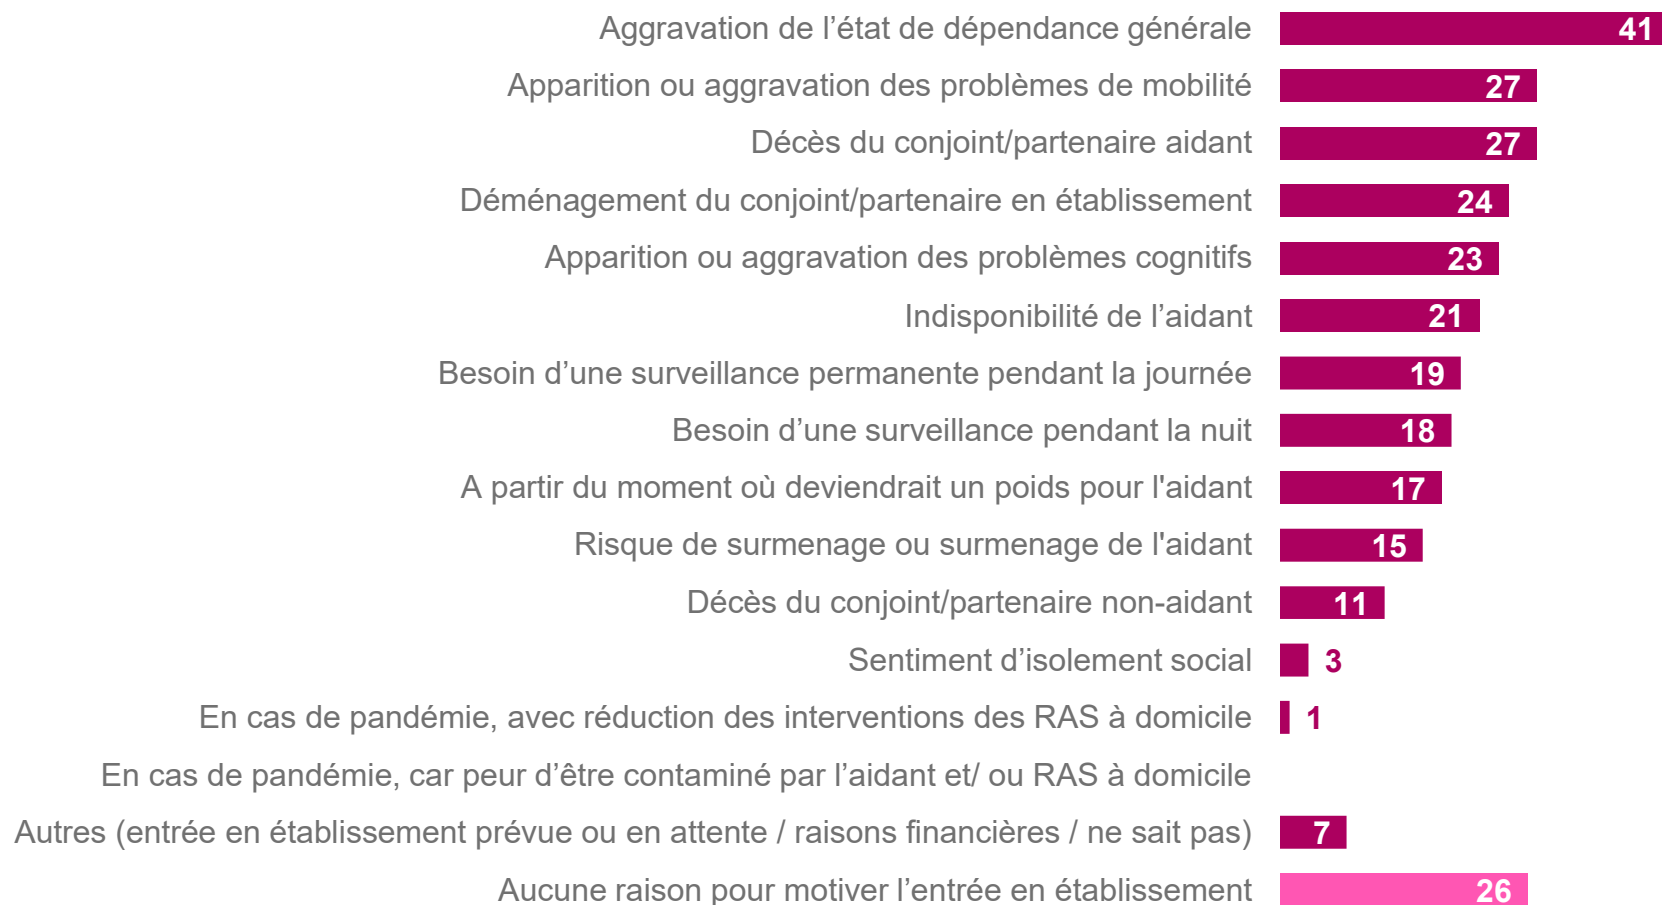 Aggravation de l’état de dépendance générale 41
Apparition ou aggravation des problèmes de mobilité 27
Décès du conjoint/partenaire aidant 27
Déménagement du conjoint/partenaire en établissement 24
Apparition ou aggravation des problèmes cognitifs 23
Indisponibilité de l’aidant 21
Besoin d’une surveillance permanente pendant la journée 19
Besoin d’une surveillance pendant la nuit 18
A partir du moment où deviendrait un poids pour l'aidant 17
Risque de surmenage ou surmenage de l'aidant 15
Décès du conjoint/partenaire non-aidant 11
Sentiment d’isolement social 3
En cas de pandémie, avec réduction des interventions des RAS à domicile 1
En cas de pandémie, car peur d’être contaminé par l’aidant et/ ou RAS à domicile
Autres (entrée en établissement prévue ou en attente / raisons financières / ne sait pas) 7
Aucune raison pour motiver l’entrée en établissement 26